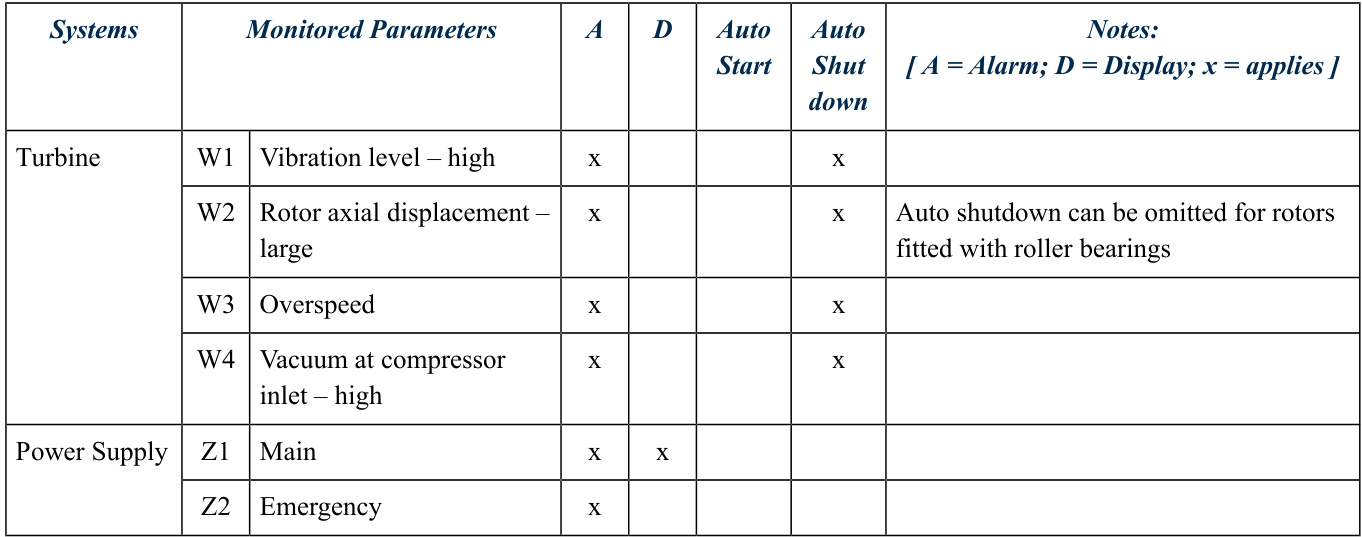 Systems Monitored Parameters A D Auto Start Auto Shut down Notes:
[ A = Alarm; D = Display; x = applies ]
Turbine W1 Vibration level – high x x
W2 Rotor axial displacement – large x x Auto shutdown can be omitted for rotors fitted with roller bearings
W3 Overspeed x x
W4 Vacuum at compressor inlet – high x x
Power Supply Z1 Main x x
Z2 Emergency x